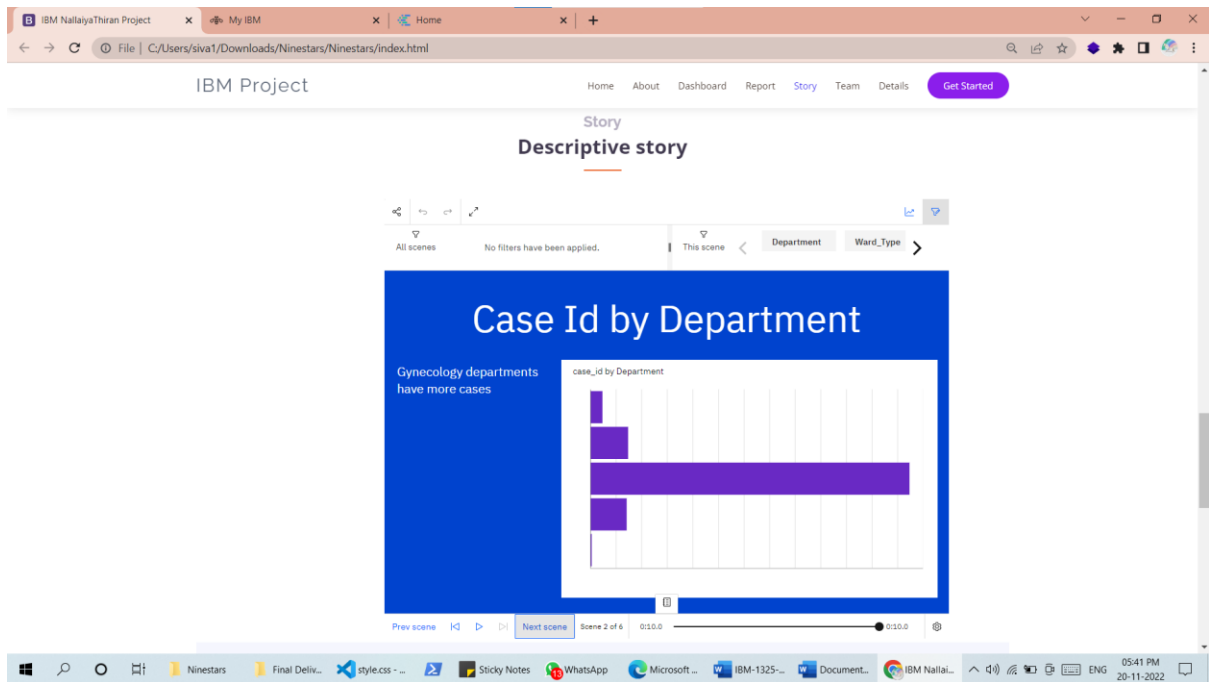 IBM NallaiyaThiran Project
My IBM
Home
File | C:/Users/siva1/Downloads/Ninestars/Ninestars/index.html
IBM Project
Home About Dashboard Report Story Team Details Get Started
Story
Descriptive story
All scenes No filters have been applied. This scene Department Ward_Type
Case Id by Department
Gynecology departments
have more cases
case_id by Department
Prev scene Next scene Scene 2 of 6 0:10.0 0:10.0
Ninestars Final Deliv... style.css - ... Sticky Notes WhatsApp Microsoft ... IBM-1325-... Document... IBM Nallai... ENG 05:41 PM
20-11-2022